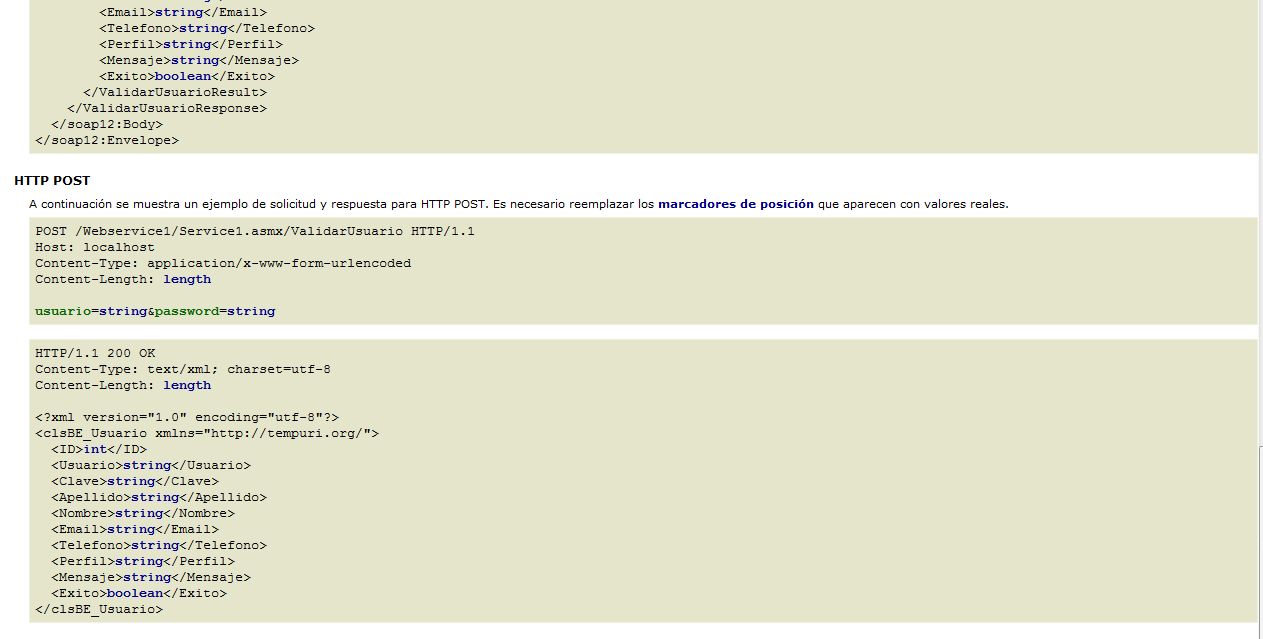 <Email>string</Email>
<Telefono>string</Telefono>
<Perfil>string</Perfil>
<Mensaje>string</Mensaje>
<Exito>boolean</Exito>
</ValidarUsuarioResult>
</ValidarUsuarioResponse>
</soap12:Body>
</soap12:Envelope>
HTTP POST
A continuación se muestra un ejemplo de solicitud y respuesta para HTTP POST. Es necesario reemplazar los marcadores de posición que aparecen con valores reales.
POST /Webservice1/Service1.asmx/ValidarUsuario HTTP/1.1
Host: localhost
Content-Type: application/x-www-form-urlencoded
Content-Length: length
usuario=string&password=string
HTTP/1.1 200 OK
Content-Type: text/xml; charset=utf-8
Content-Length: length
<?xml version="1.0" encoding="utf-8"?>
<clsBE_Usuario xmlns="http://tempuri.org/">
<ID>int</ID>
<Usuario>string</Usuario>
<Clave>string</Clave>
<Apellido>string</Apellido>
<Nombre>string</Nombre>
<Email>string</Email>
<Telefono>string</Telefono>
<Perfil>string</Perfil>
<Mensaje>string</Mensaje>
<Exito>boolean</Exito>
</clsBE_Usuario>